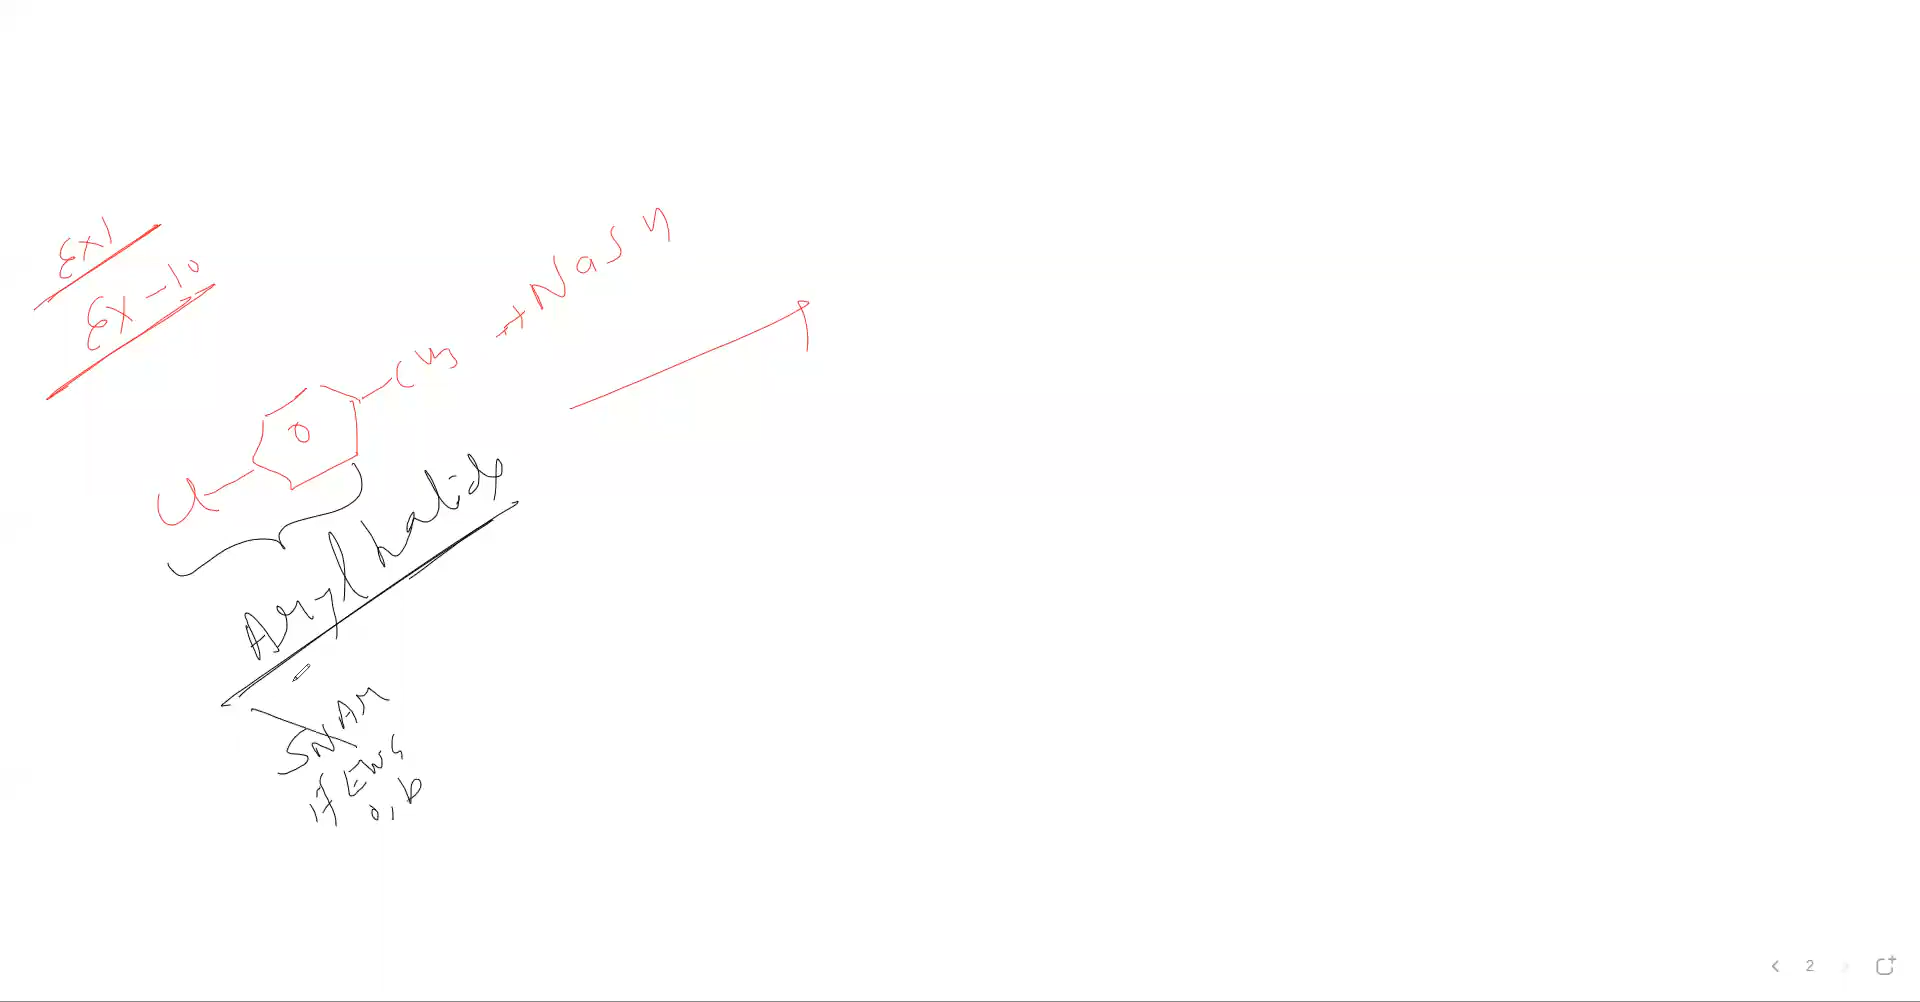 Ex1
Ex-10
+ NaSH
CH3
Cl
Aryl halide
SNAr
if EWG
o, p
2